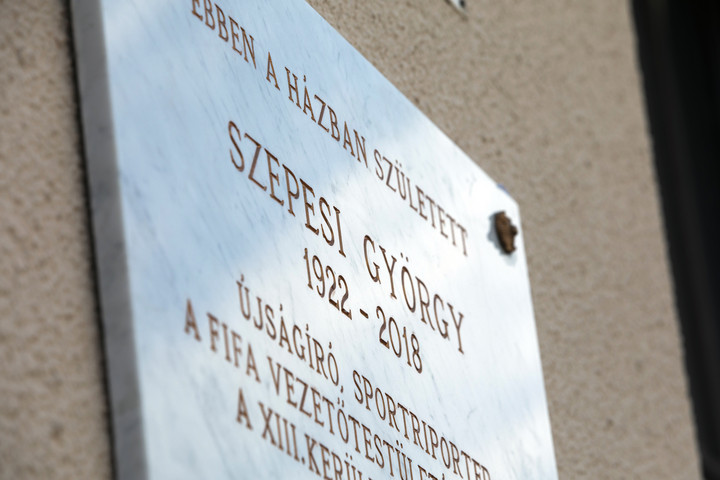 EBBEN A HÁZBAN SZÜLETETT
SZEPESI GYÖRGY
1922 - 2018
ÚJSÁGÍRÓ, SPORTRIPORTER
A FIFA VEZETŐTESTÜLET
A XIII.KERÜL